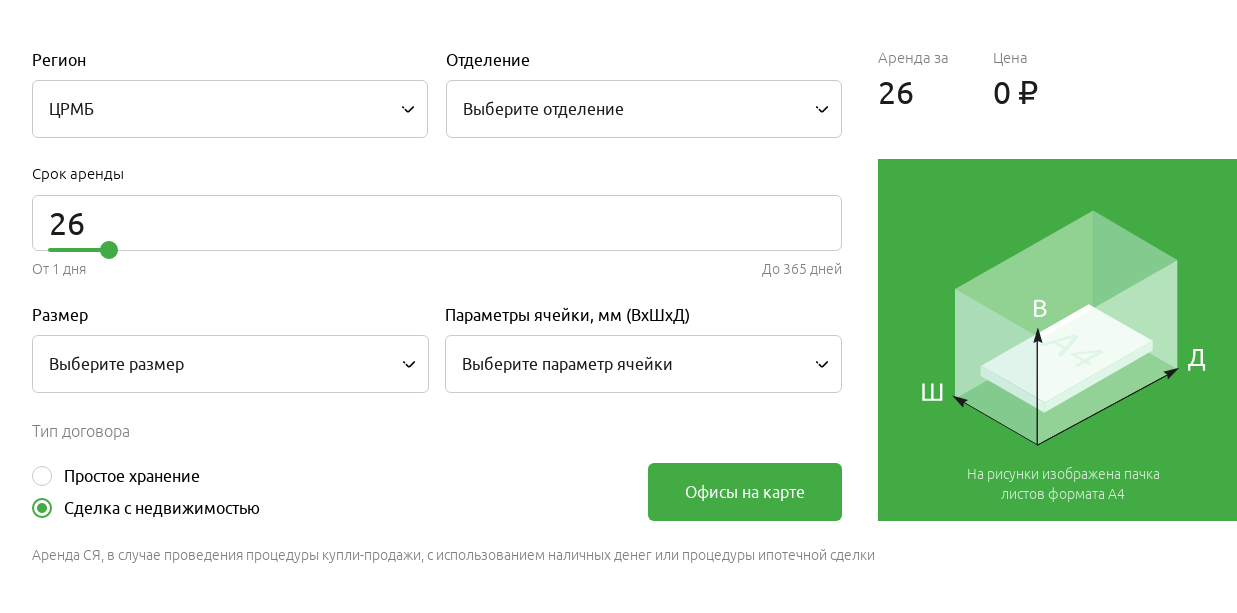 Регион
Отделение
ЦРМБ
Выберите отделение
Срок аренды
26
От 1 дня
До 365 дней
Размер
Параметры ячейки, мм (ВхШхД)
Выберите размер
Выберите параметр ячейки
Тип договора
Простое хранение
Сделка с недвижимостью
Офисы на карте
Аренда СЯ, в случае проведения процедуры купли-продажи, с использованием наличных денег или процедуры ипотечной сделки
Аренда за
Цена
26
0 ₽
В
А4
Д
Ш
На рисунки изображена пачка
листов формата А4